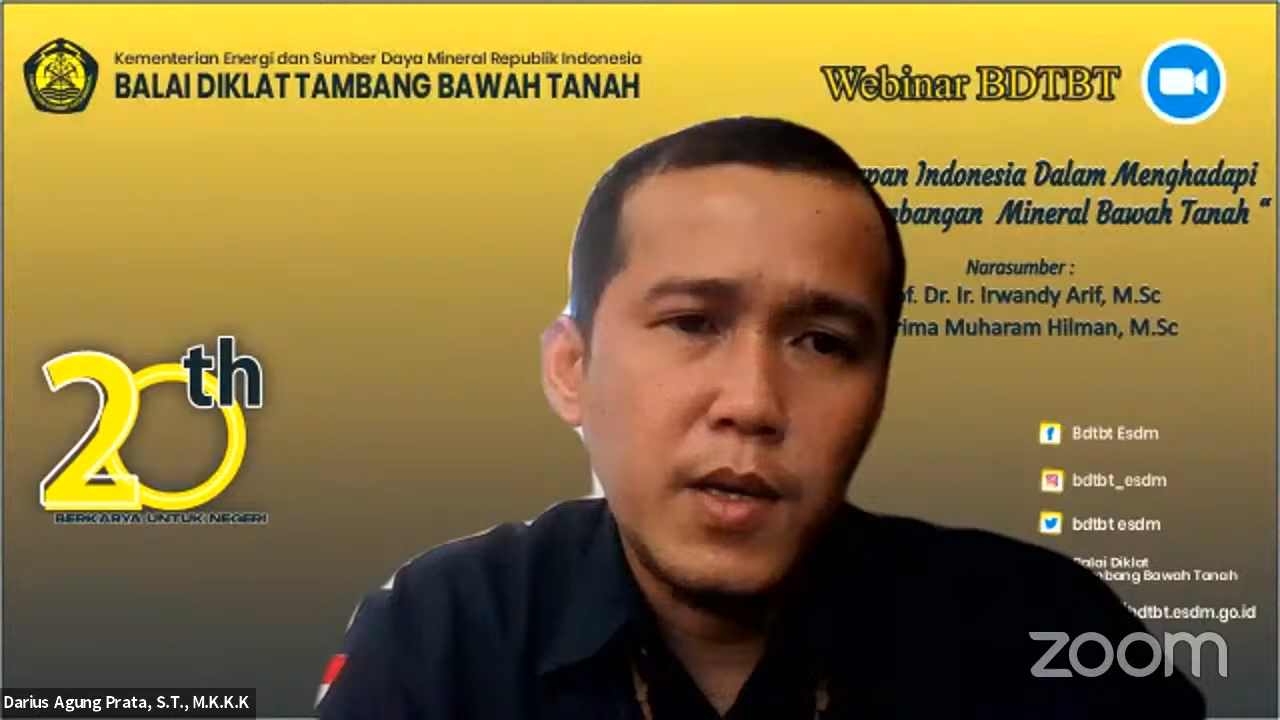 Kementerian Energi dan Sumber Daya Mineral Republik Indonesia
BALAI DIKLAT TAMBANG BAWAH TANAH
Webinar BDTBT
Indonesia Dalam Menghadapi
Mineral Bawah Tanah “
Narasumber :
Dr. Ir. Irwandy Arif, M.Sc
Muharam Hilman, M.Sc
20th
BERKARYA UNTUK NEGERI
Bdtbt Esdm
bdtbt_esdm
bdtbt esdm
Balai Diklat
Bawah Tanah
bdtbt.esdm.go.id
zoom
Darius Agung Prata, S.T., M.K.K.K